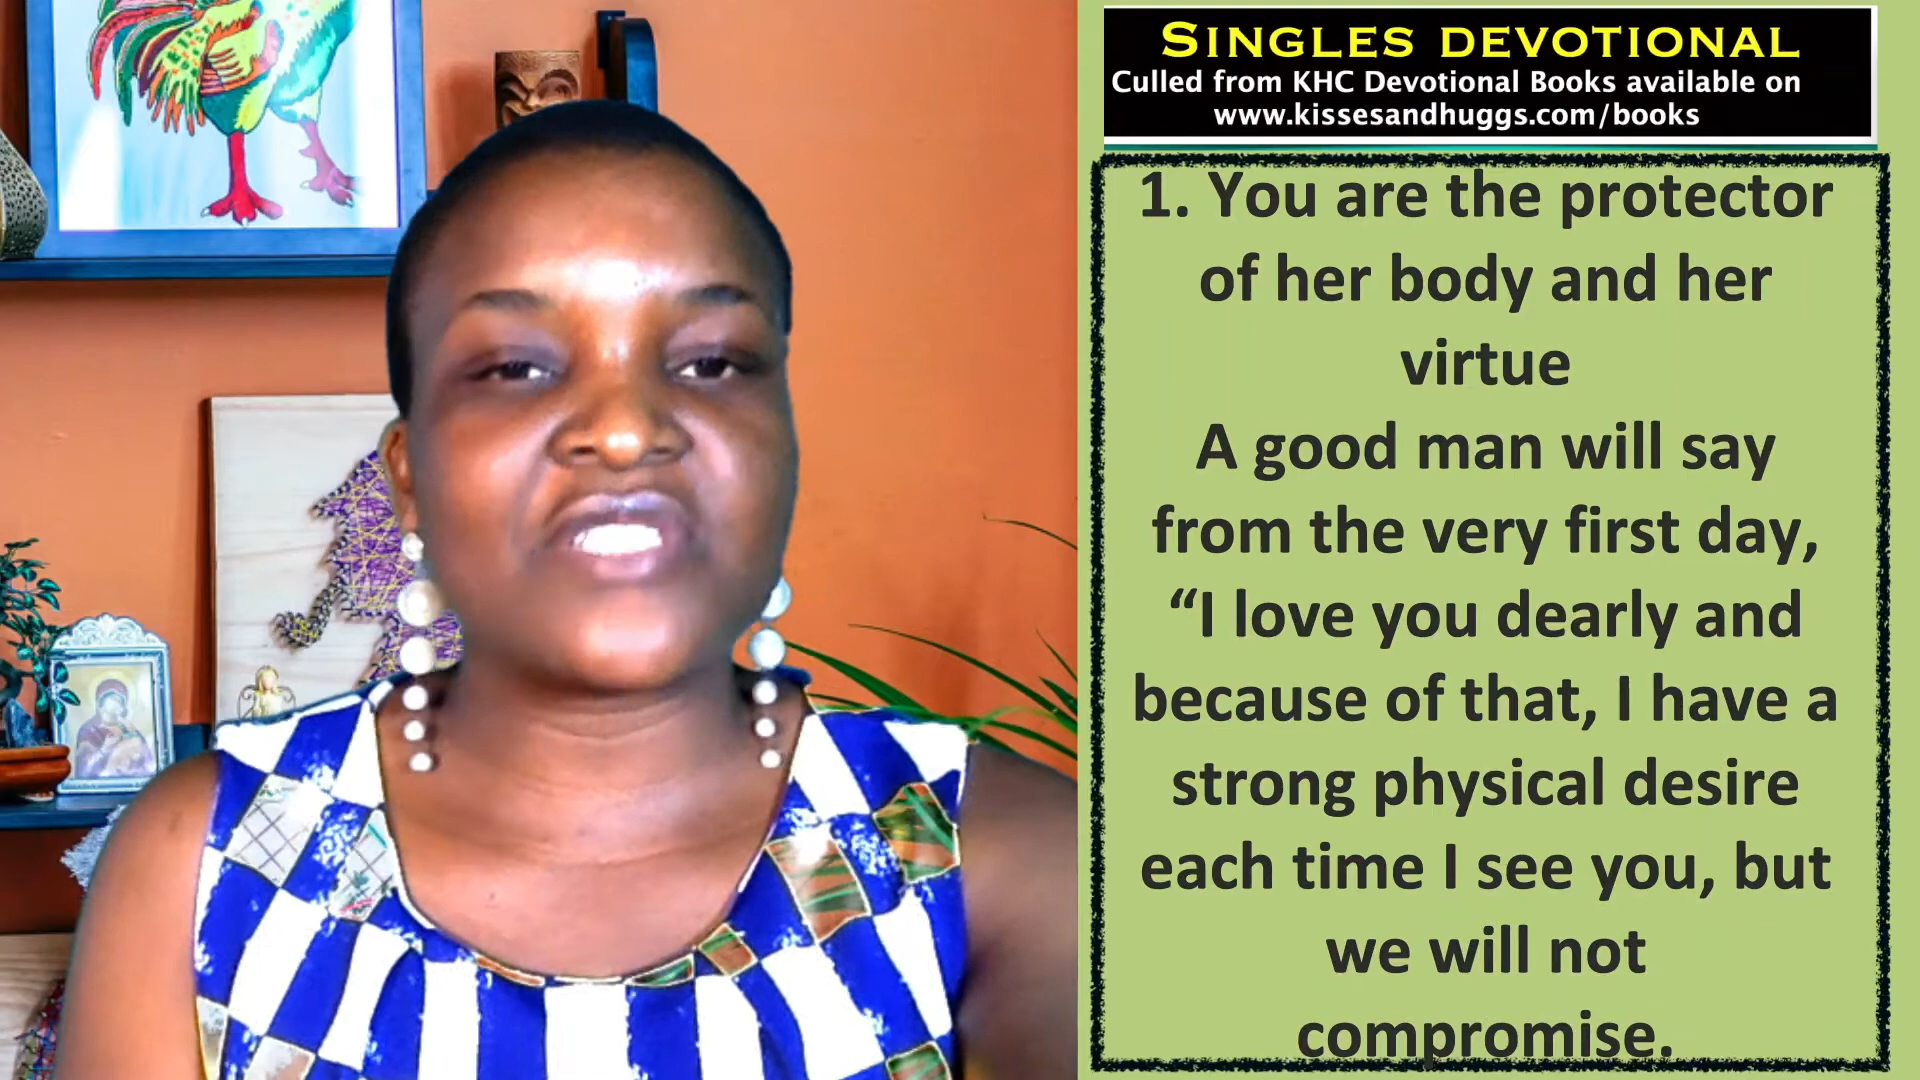 SINGLES DEVOTIONAL
Culled from KHC Devotional Books available on
www.kissesandhuggs.com/books
1. You are the protector
of her body and her
virtue
A good man will say
from the very first day,
“I love you dearly and
because of that, I have a
strong physical desire
each time I see you, but
we will not
compromise.